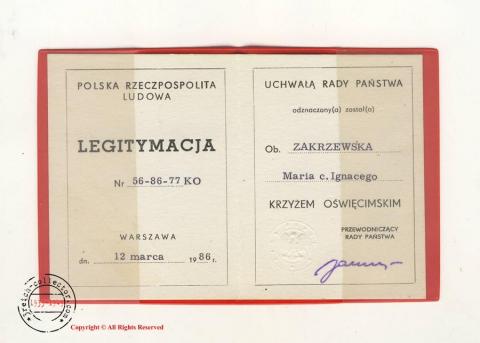 POLSKA RZECZPOSPOLITA
LUDOWA
LEGITYMACJA
Nr 56-86-77 KO
WARSZAWA
dn. 12 marca 1986r.
UCHWAŁĄ RADY PAŃSTWA
odznaczony(a) został(a)
Ob. ZAKRZEWSKA
Maria c. Ignacego
KRZYŻEM OŚWIĘCIMSKIM
PRZEWODNICZĄCY
RADY PAŃSTWA
Copyright © All Rights Reserved